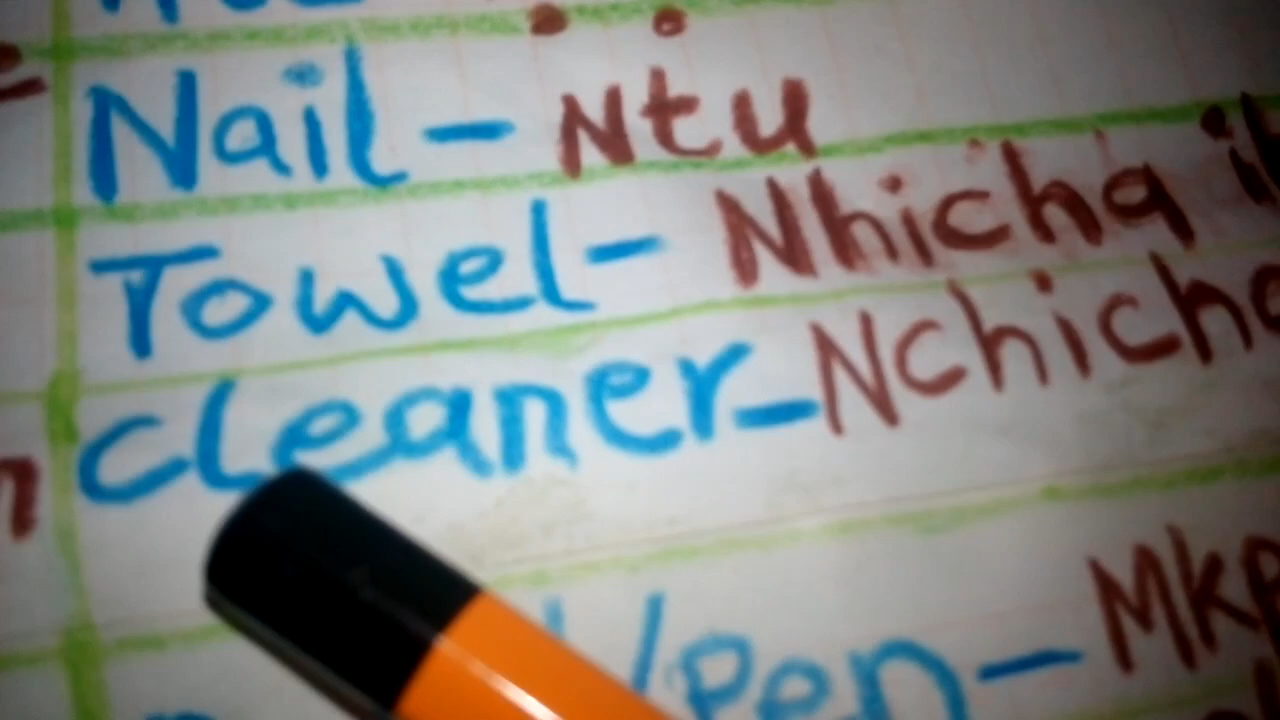 Nail - Ntu
Towel - Nhicha
cleaner - Nchicha
/pen -